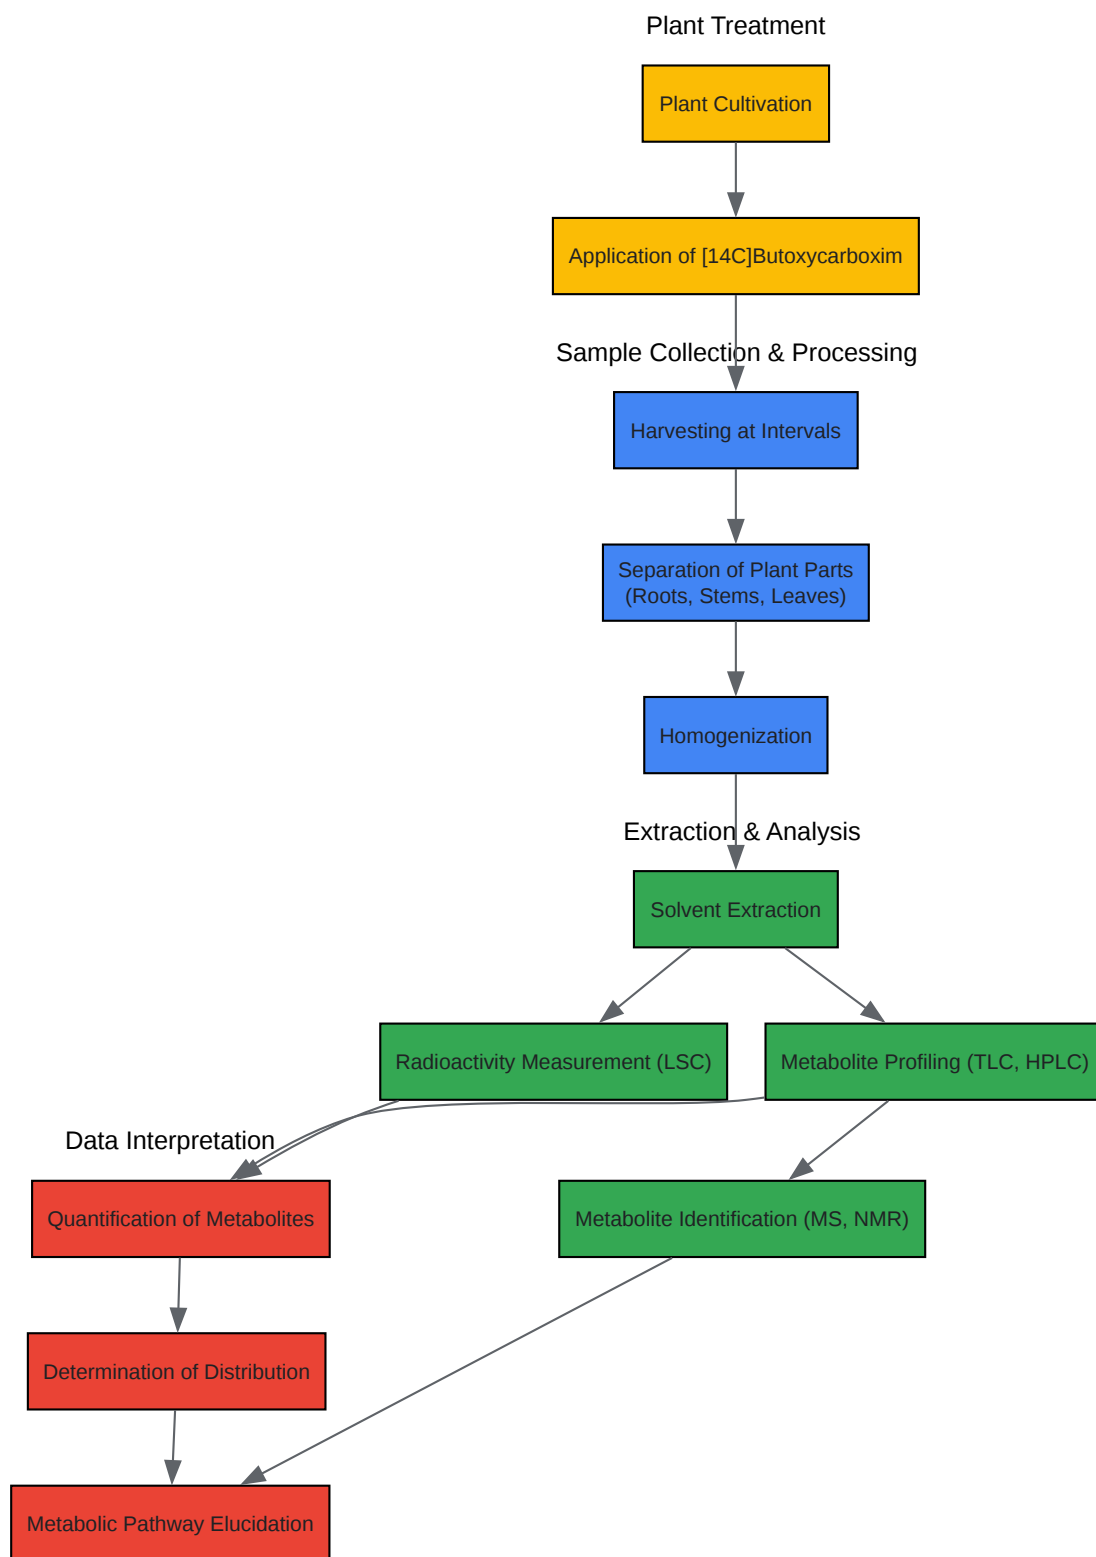 Plant Treatment
Plant Cultivation
Application of [14C]Butoxycarboxim
Sample Collection & Processing
Harvesting at Intervals
Separation of Plant Parts
(Roots, Stems, Leaves)
Homogenization
Extraction & Analysis
Solvent Extraction
Radioactivity Measurement (LSC)
Metabolite Profiling (TLC, HPLC)
Data Interpretation
Quantification of Metabolites
Metabolite Identification (MS, NMR)
Determination of Distribution
Metabolic Pathway Elucidation